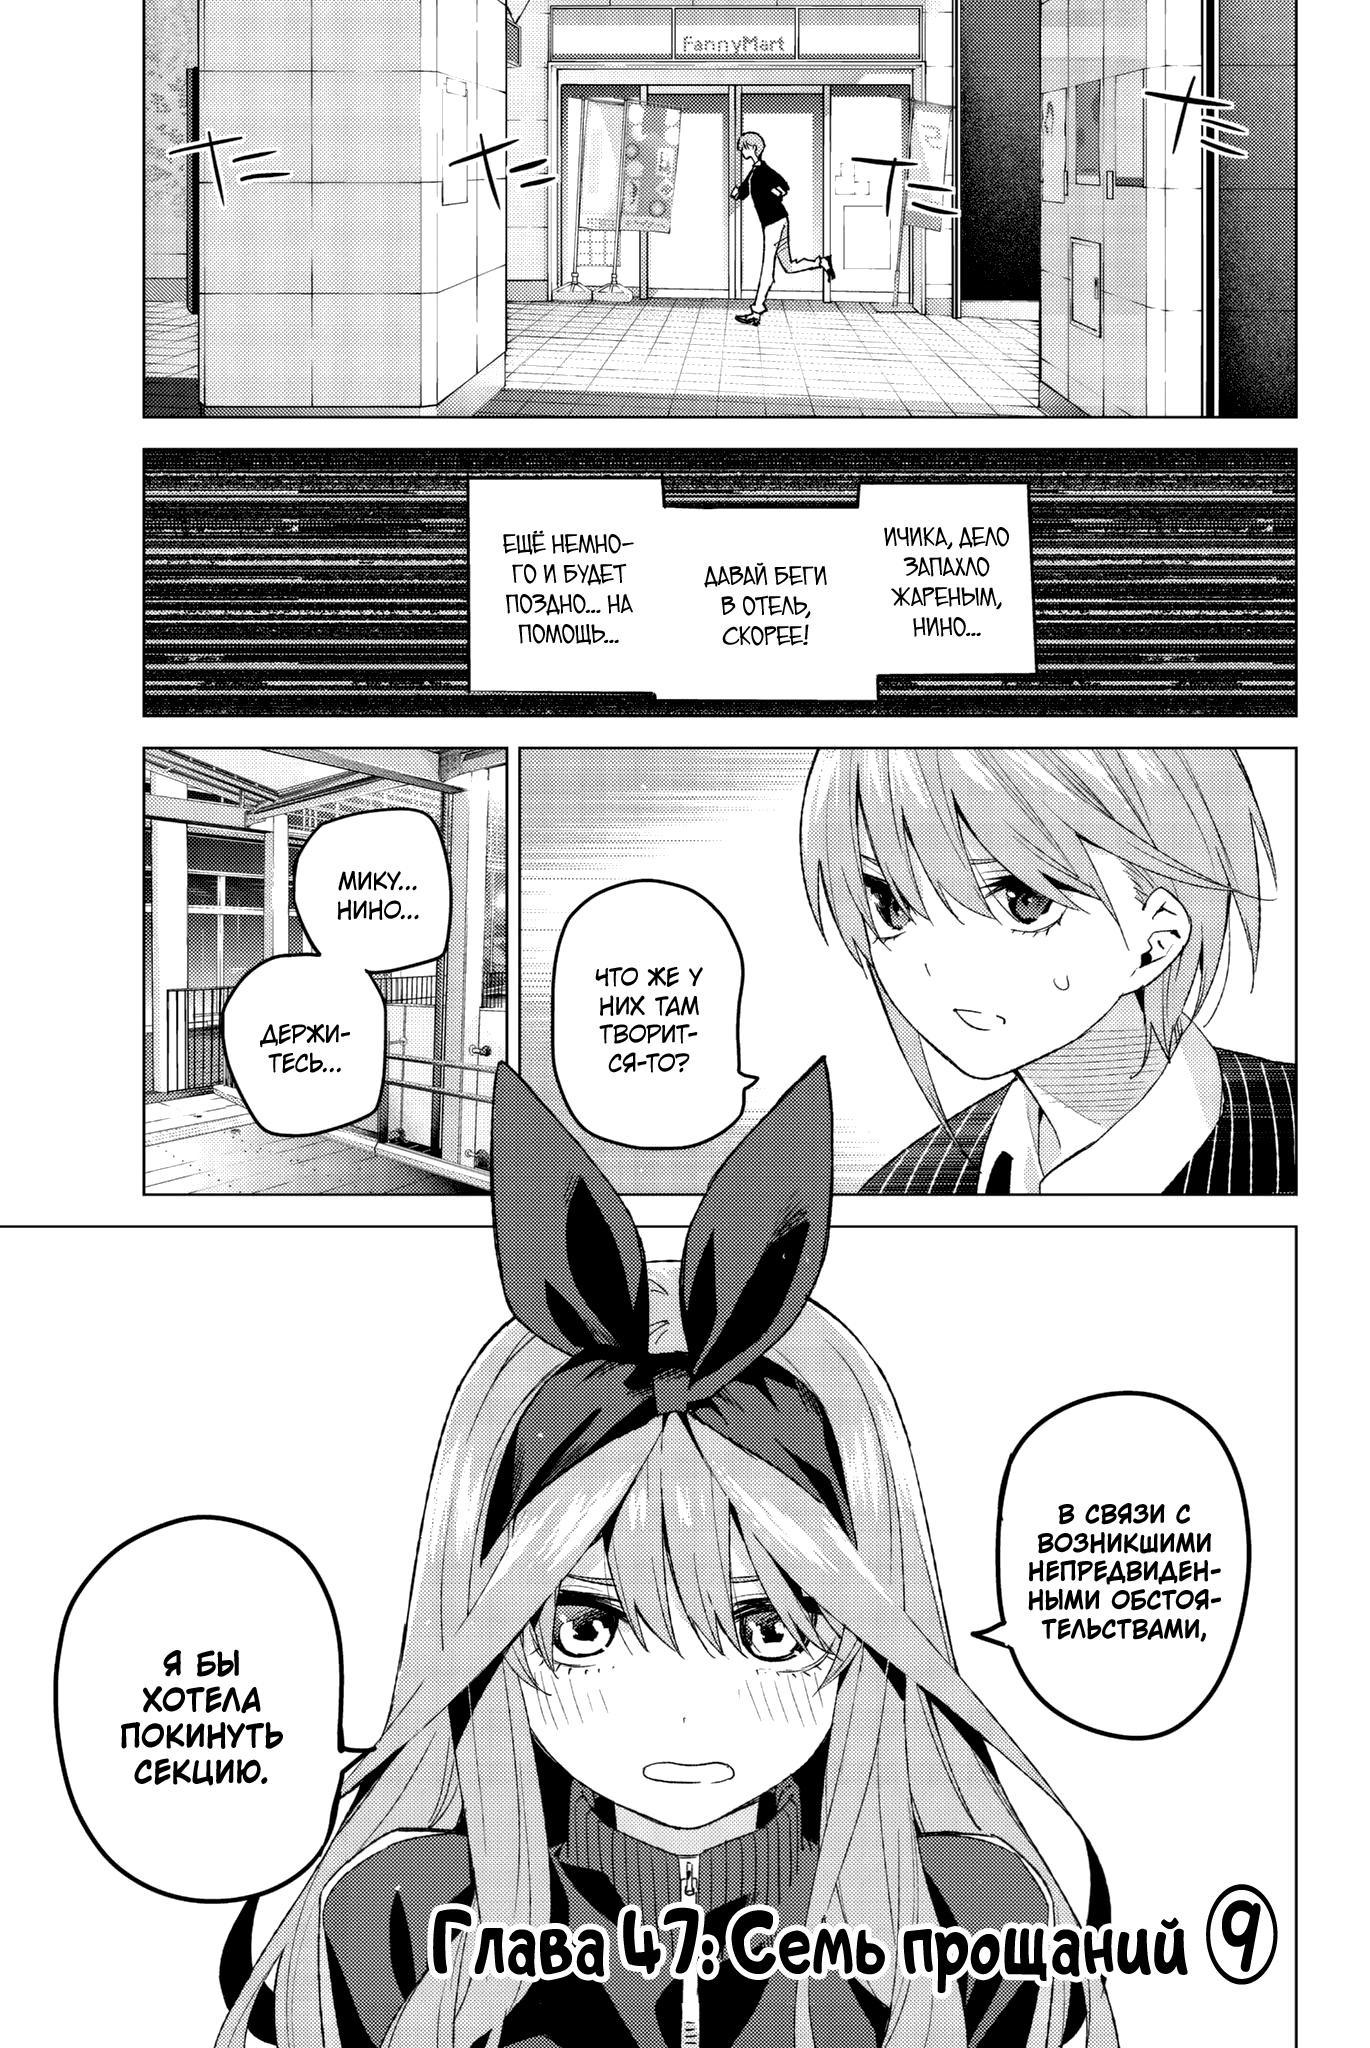 FannyMart
ИЧИКА, ДЕЛО
ЗАПАХЛО
ЖАРЕНЫМ,
НИНО...
ДАВАЙ БЕГИ
В ОТЕЛЬ,
СКОРЕЕ!
ЕЩЁ НЕМНО-
ГО И БУДЕТ
ПОЗДНО... НА
ПОМОЩЬ...
ЧТО ЖЕ У
НИХ ТАМ
ТВОРИТ-
СЯ-ТО?
МИКУ...
НИНО...
ДЕРЖИ-
ТЕСЬ...
В СВЯЗИ С
ВОЗНИКШИМИ
НЕПРЕДВИДЕН-
НЫМИ ОБСТОЯ-
ТЕЛЬСТВАМИ,
Я БЫ
ХОТЕЛА
ПОКИНУТЬ
СЕКЦИЮ.
Глава 47: Семь прощаний ⑨